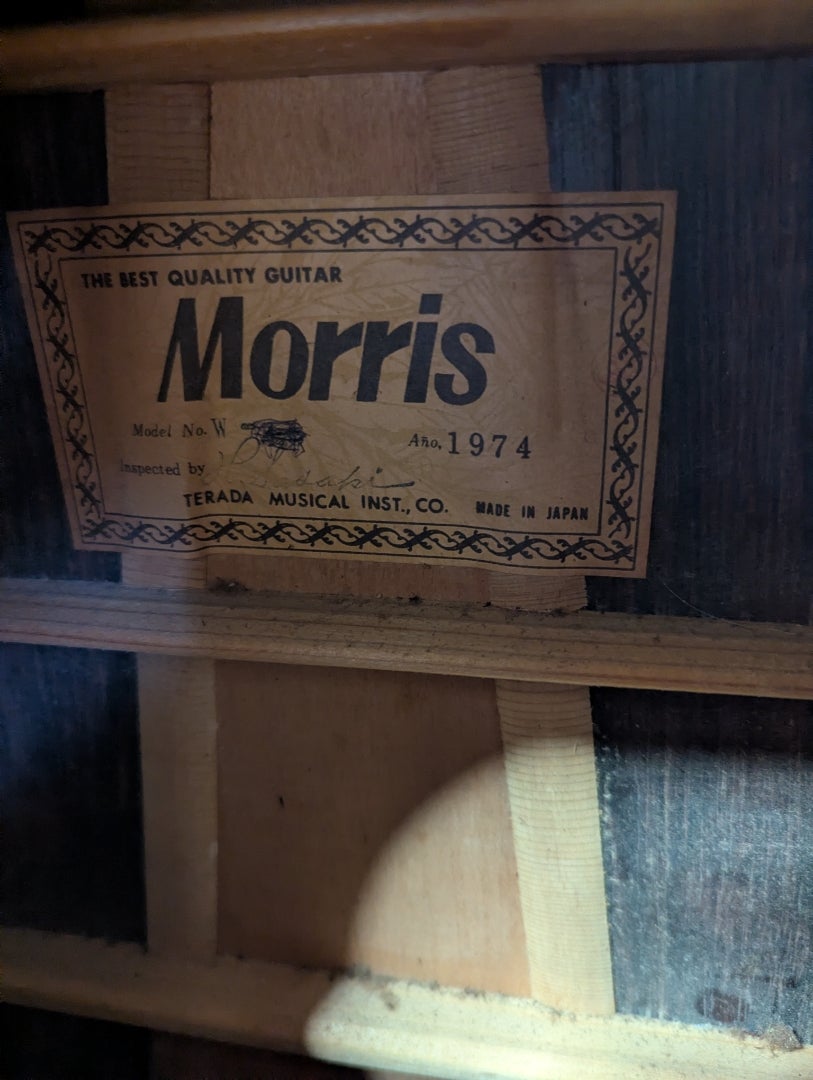 THE BEST QUALITY GUITAR
Morris
Model No. W
Año, 1974
Inspected by
TERADA MUSICAL INST., CO. MADE IN JAPAN